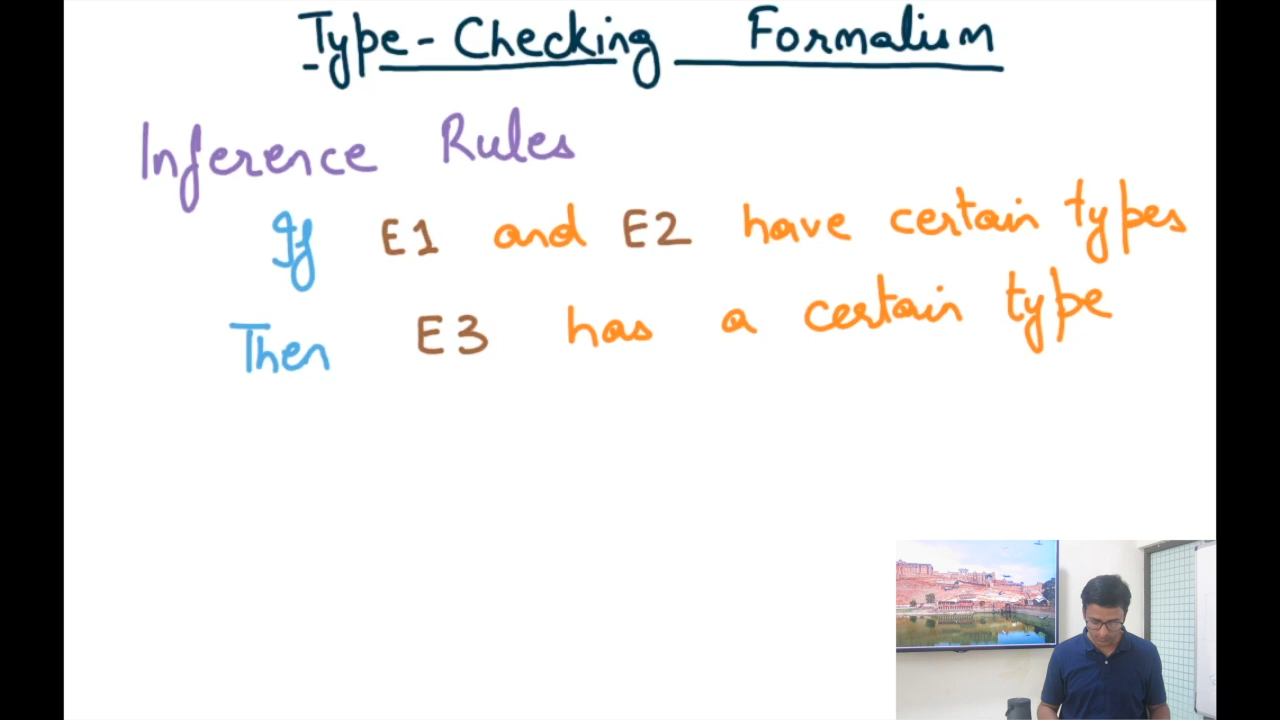 Type-Checking Formalism
Inference Rules
If E1 and E2 have certain types
Then E3 has a certain type